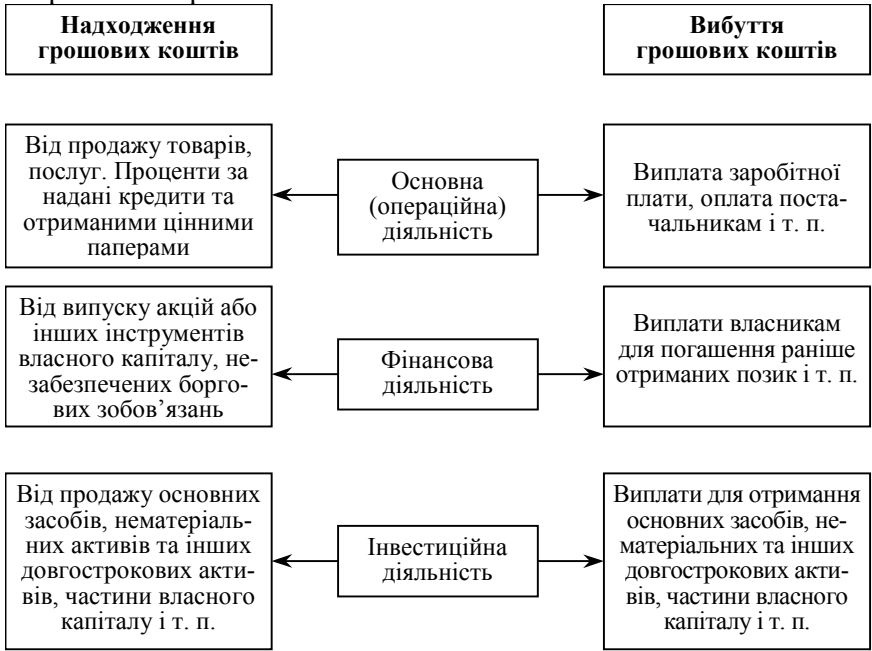 Надходження
грошових коштів
Вибуття
грошових коштів
Від продажу товарів,
послуг. Проценти за
надані кредити та
отриманими цінними
паперами
Основна
(операційна)
діяльність
Виплата заробітної
плати, оплата поста-
чальникам і т. п.
Від випуску акцій або
інших інструментів
власного капіталу, не-
забезпечених борго-
вих зобов’язань
Фінансова
діяльність
Виплати власникам
для погашення раніше
отриманих позик і т. п.
Від продажу основних
засобів, нематеріаль-
них активів та інших
довгострокових акти-
вів, частини власного
капіталу і т. п.
Інвестиційна
діяльність
Виплати для отримання
основних засобів, не-
матеріальних та інших
довгострокових акти-
вів, частини власного
капіталу і т. п.